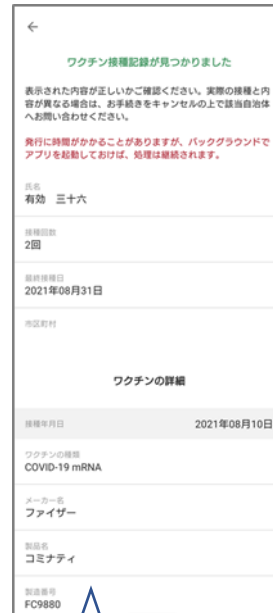 ワクチン接種記録が見つかりました
表示された内容が正しいかご確認ください。実際の接種と内
容が異なる場合は、お手続きをキャンセルの上で該当自治体
へお問い合わせください。
発行に時間がかかることがありますが、バックグラウンドで
アプリを起動しておけば、処理は継続されます。
氏名
有効 三十六
接種回数
2回
最終接種日
2021年08月31日
市区町村
ワクチンの詳細
接種年月日 2021年08月10日
ワクチンの種類
COVID-19 mRNA
メーカー名
ファイザー
製品名
コミナティ
製造番号
FC9880